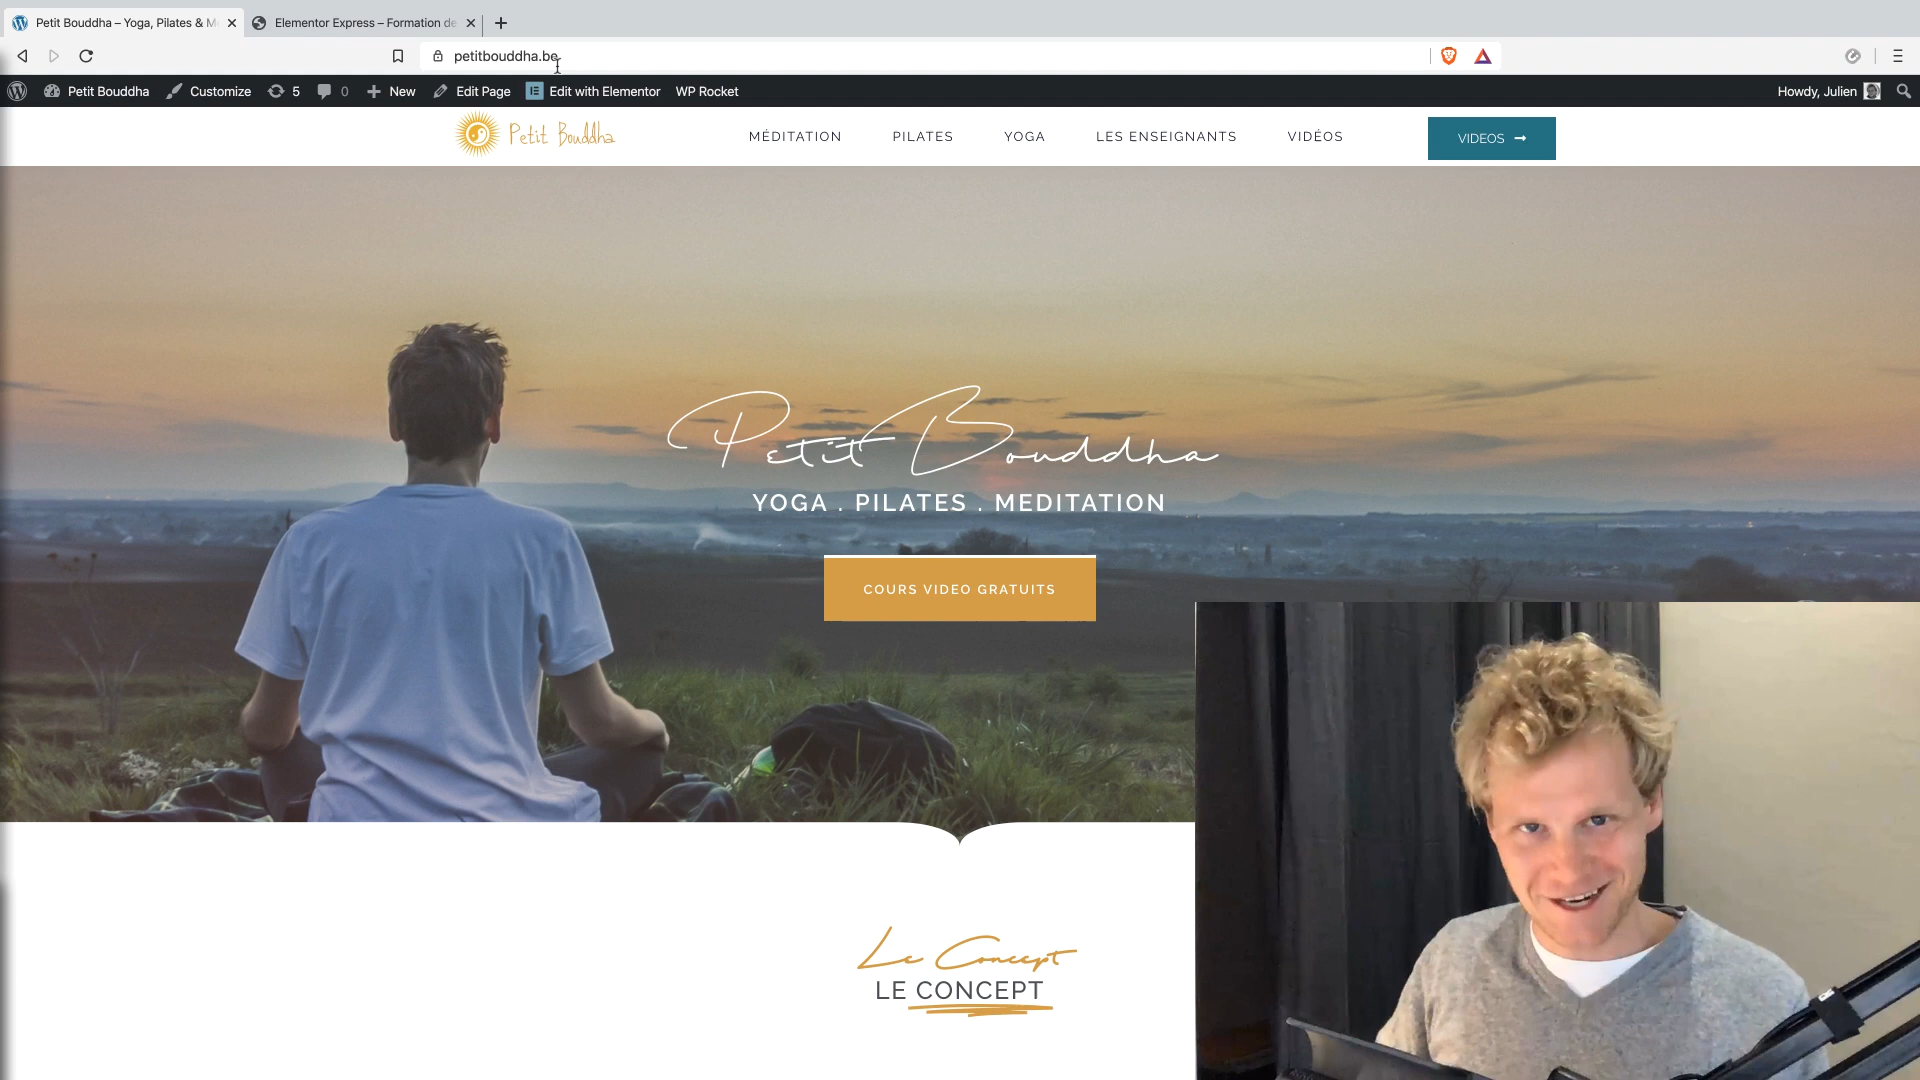 Petit Bouddha – Yoga, Pilates & M
Elementor Express – Formation de
petitbouddha.be
Petit Bouddha
Customize
5
0
New
Edit Page
Edit with Elementor
WP Rocket
Howdy, Julien
Petit Bouddha
MÉDITATION
PILATES
YOGA
LES ENSEIGNANTS
VIDÉOS
VIDEOS
Petit Bouddha
YOGA . PILATES . MEDITATION
COURS VIDEO GRATUITS
Le Concept
LE CONCEPT